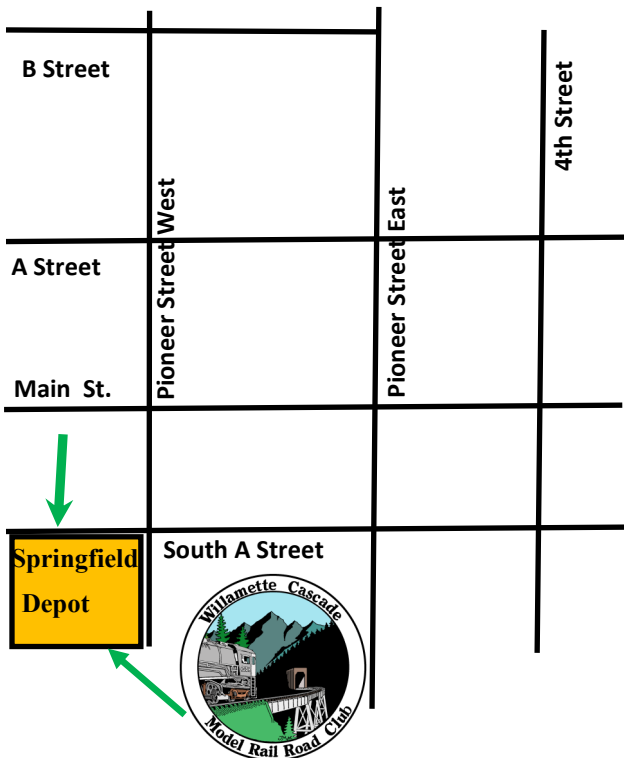 B Street
4th Street
Pioneer Street West
Pioneer Street East
A Street
Main St.
South A Street
Springfield
Depot
Willamette Cascade
Model Rail Road Club